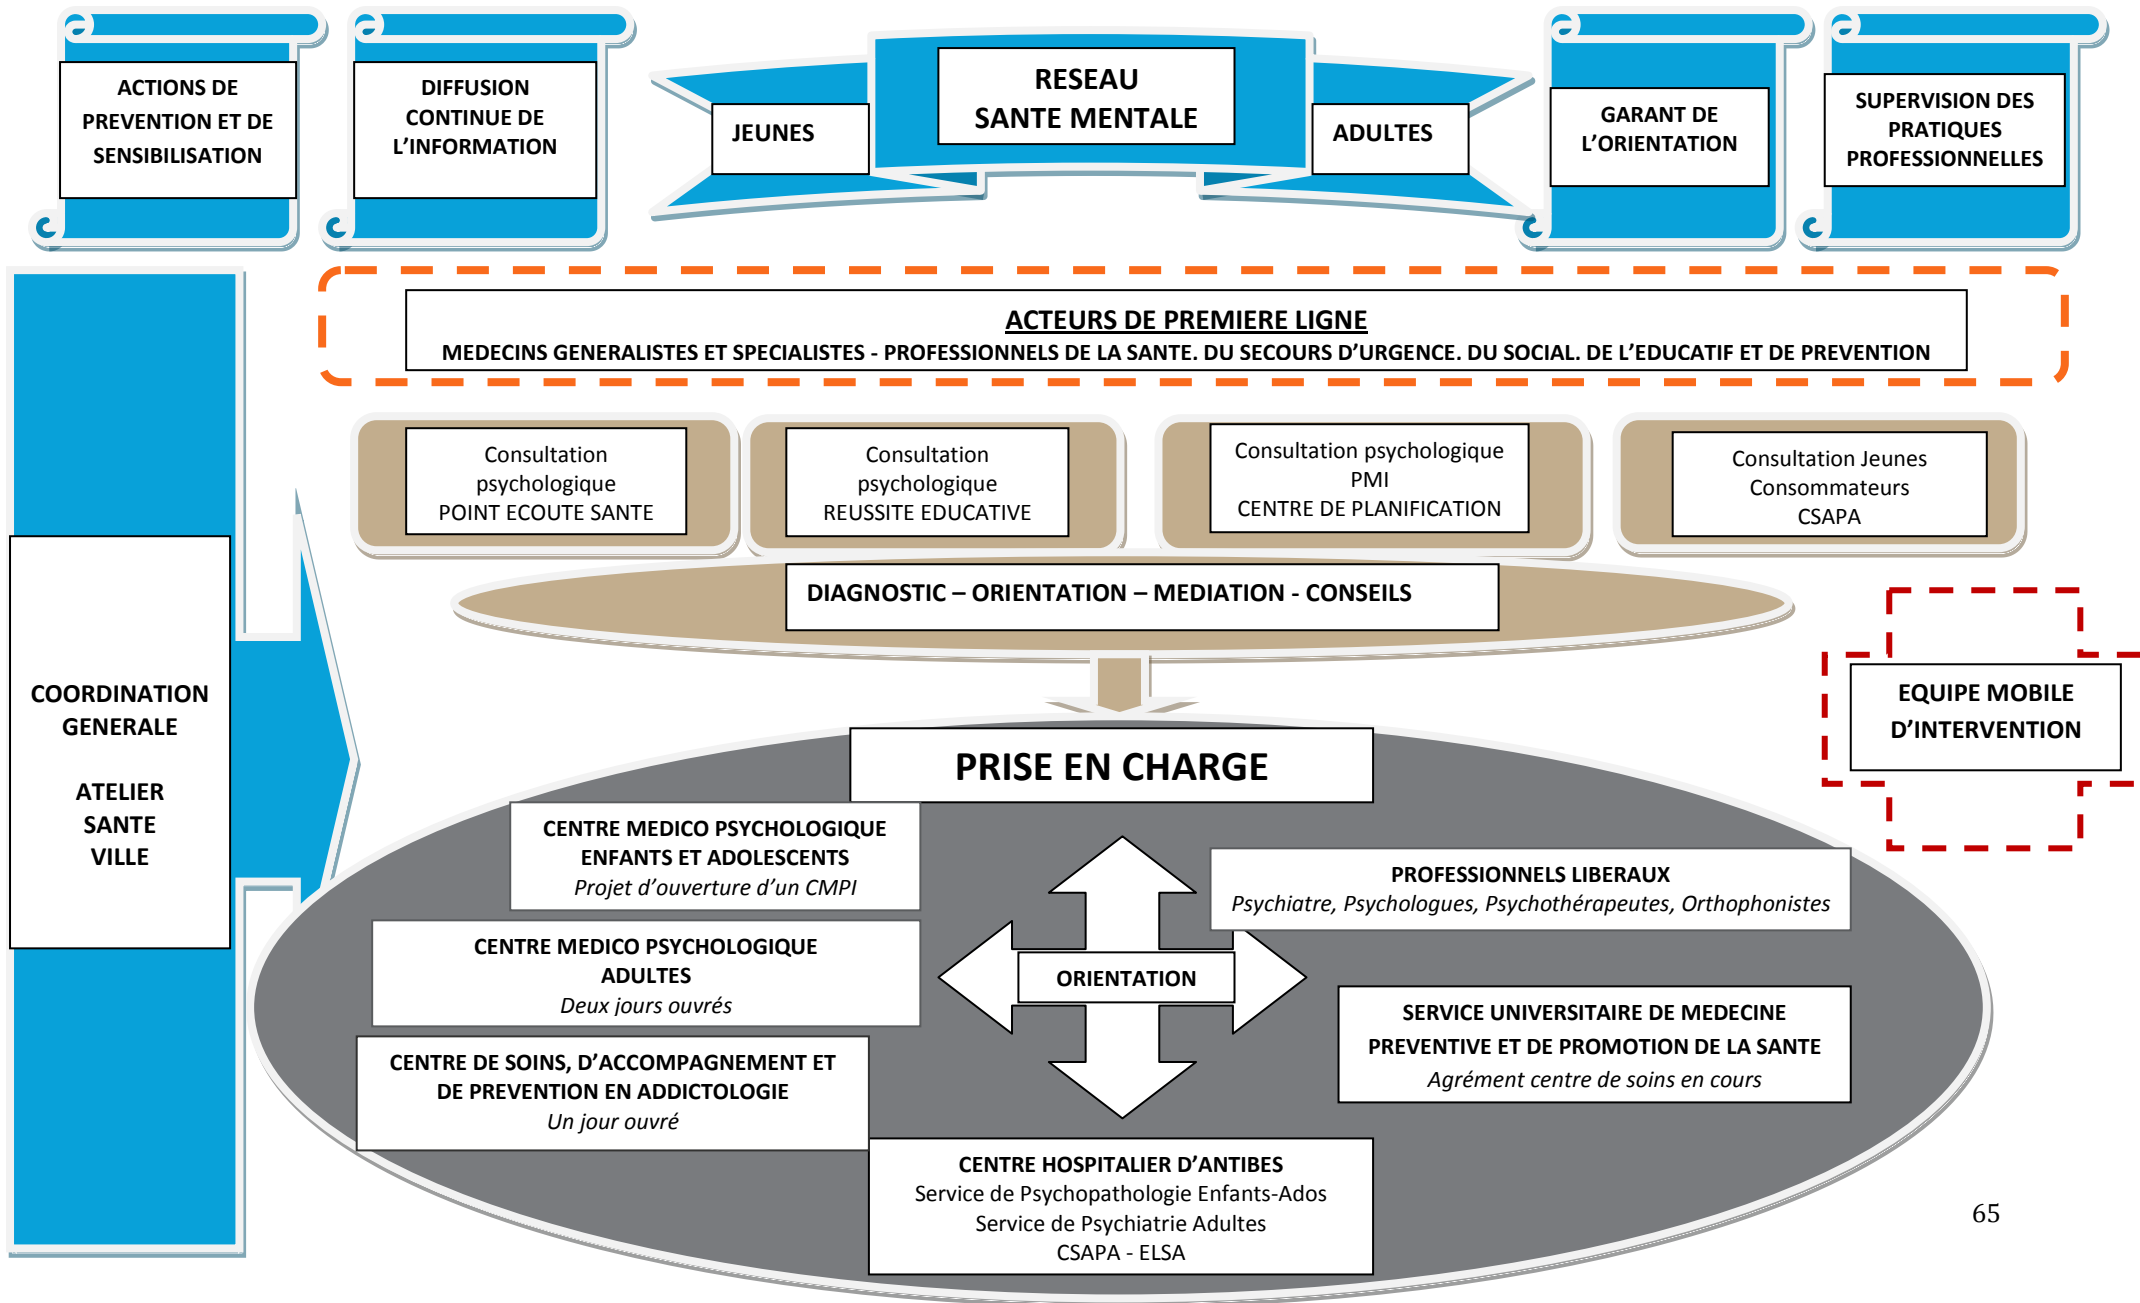 ACTIONS DE
PREVENTION ET DE
SENSIBILISATION
DIFFUSION
CONTINUE DE
L'INFORMATION
JEUNES
RESEAU
SANTE MENTALE
ADULTES
GARANT DE
L'ORIENTATION
SUPERVISION DES
PRATIQUES
PROFESSIONNELLES
ACTEURS DE PREMIERE LIGNE
MEDECINS GENERALISTES ET SPECIALISTES - PROFESSIONNELS DE LA SANTE. DU SECOURS D'URGENCE. DU SOCIAL. DE L'EDUCATIF ET DE PREVENTION
Consultation
psychologique
POINT ECOUTE SANTE
Consultation
psychologique
REUSSITE EDUCATIVE
Consultation psychologique
PMI
CENTRE DE PLANIFICATION
Consultation Jeunes
Consommateurs
CSAPA
DIAGNOSTIC – ORIENTATION – MEDIATION - CONSEILS
COORDINATION
GENERALE
ATELIER
SANTE
VILLE
EQUIPE MOBILE
D'INTERVENTION
PRISE EN CHARGE
CENTRE MEDICO PSYCHOLOGIQUE
ENFANTS ET ADOLESCENTS
Projet d'ouverture d'un CMPI
PROFESSIONNELS LIBERAUX
Psychiatre, Psychologues, Psychothérapeutes, Orthophonistes
CENTRE MEDICO PSYCHOLOGIQUE
ADULTES
Deux jours ouvrés
ORIENTATION
SERVICE UNIVERSITAIRE DE MEDECINE
PREVENTIVE ET DE PROMOTION DE LA SANTE
Agrément centre de soins en cours
CENTRE DE SOINS, D'ACCOMPAGNEMENT ET
DE PREVENTION EN ADDICTOLOGIE
Un jour ouvré
CENTRE HOSPITALIER D'ANTIBES
Service de Psychopathologie Enfants-Ados
Service de Psychiatrie Adultes
CSAPA - ELSA
65